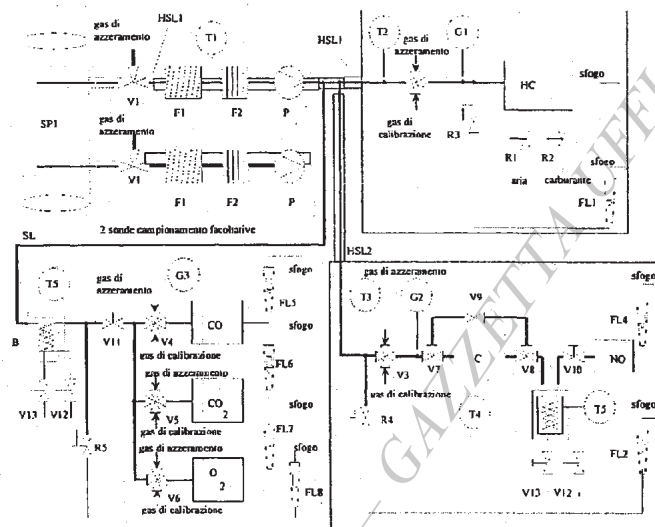 gas di azzeramento
HSL1
T1
HSL1
T2
gas di azzeramento
G1
sfogo
V1
F1
F2
P
HC
SP1
gas di azzeramento
gas di calibrazione
R3
R1
R2
sfogo
V1
F1
F2
P
aria
carburante
FL1
SL
2 sonde campionamento facoltative
HSL2
T5
gas di azzeramento
G3
sfogo
FL5
gas di azzeramento
T3
G2
V9
sfogo
FL4
B
V11
V4
CO
sfogo
gas di calibrazione
gas di azzeramento
FL6
V3
V7
C
V8
V10
NO
gas di calibrazione
V13
V12
V5
CO
2
sfogo
R4
T4
T5
sfogo
gas di calibrazione
gas di azzeramento
FL7
R5
sfogo
FL2
V6
O
2
FL8
V13
V12
gas di calibrazione
GAZZETTA UFFI